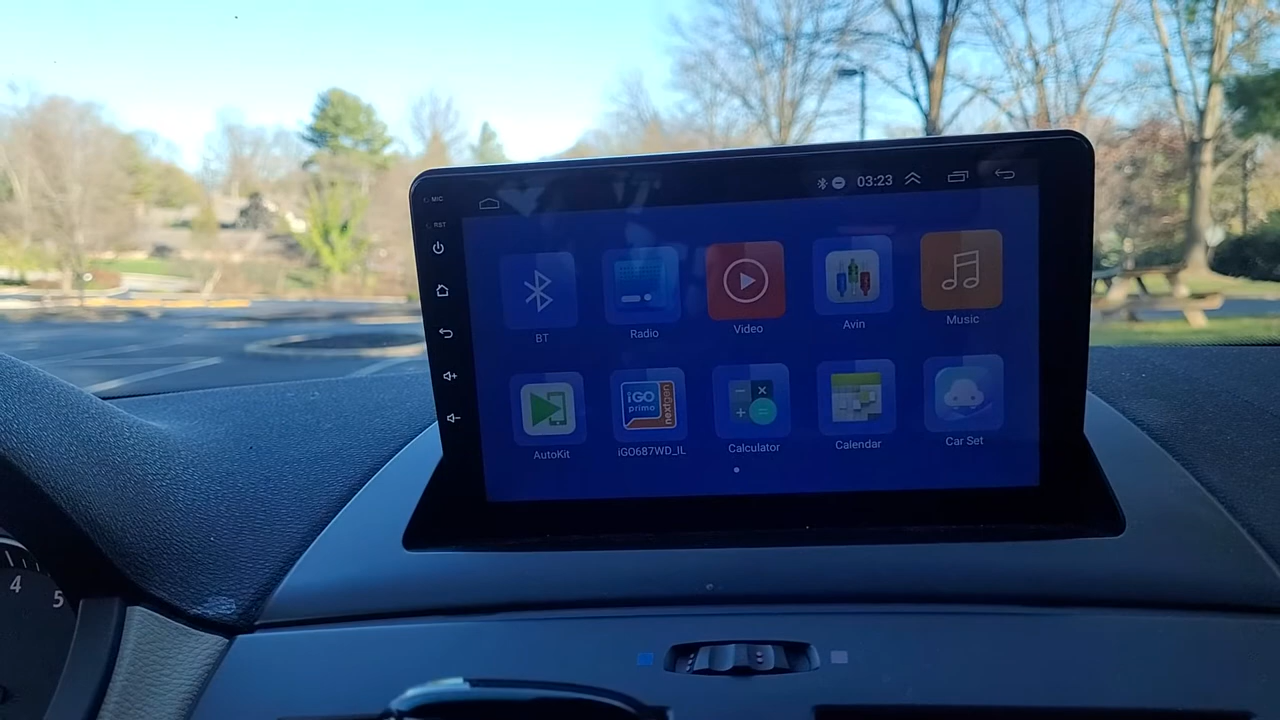 MIC
03:23
RST
BT
Radio
Video
Avin
Music
iGO
primo
nextgen
AutoKit
iGO687WD_IL
Calculator
Calendar
Car Set
4
5